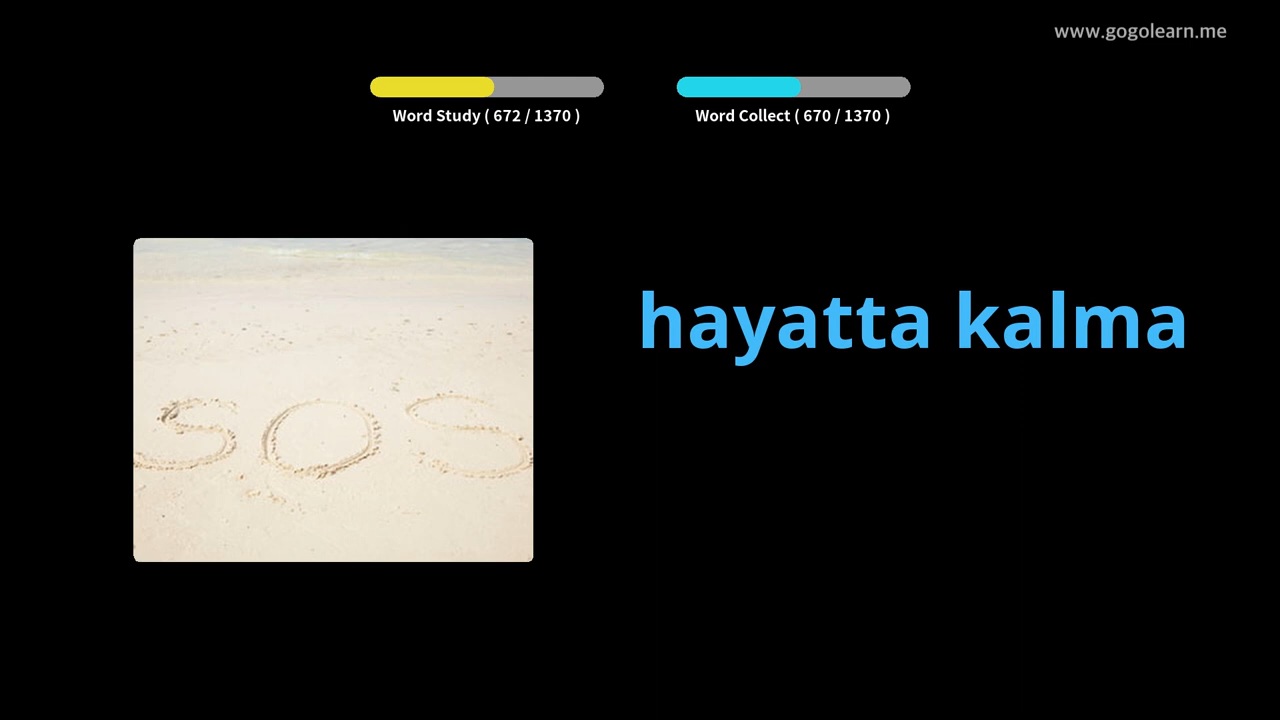 www.gogolearn.me
Word Study ( 672 / 1370 )
Word Collect ( 670 / 1370 )
SOS
hayatta kalma